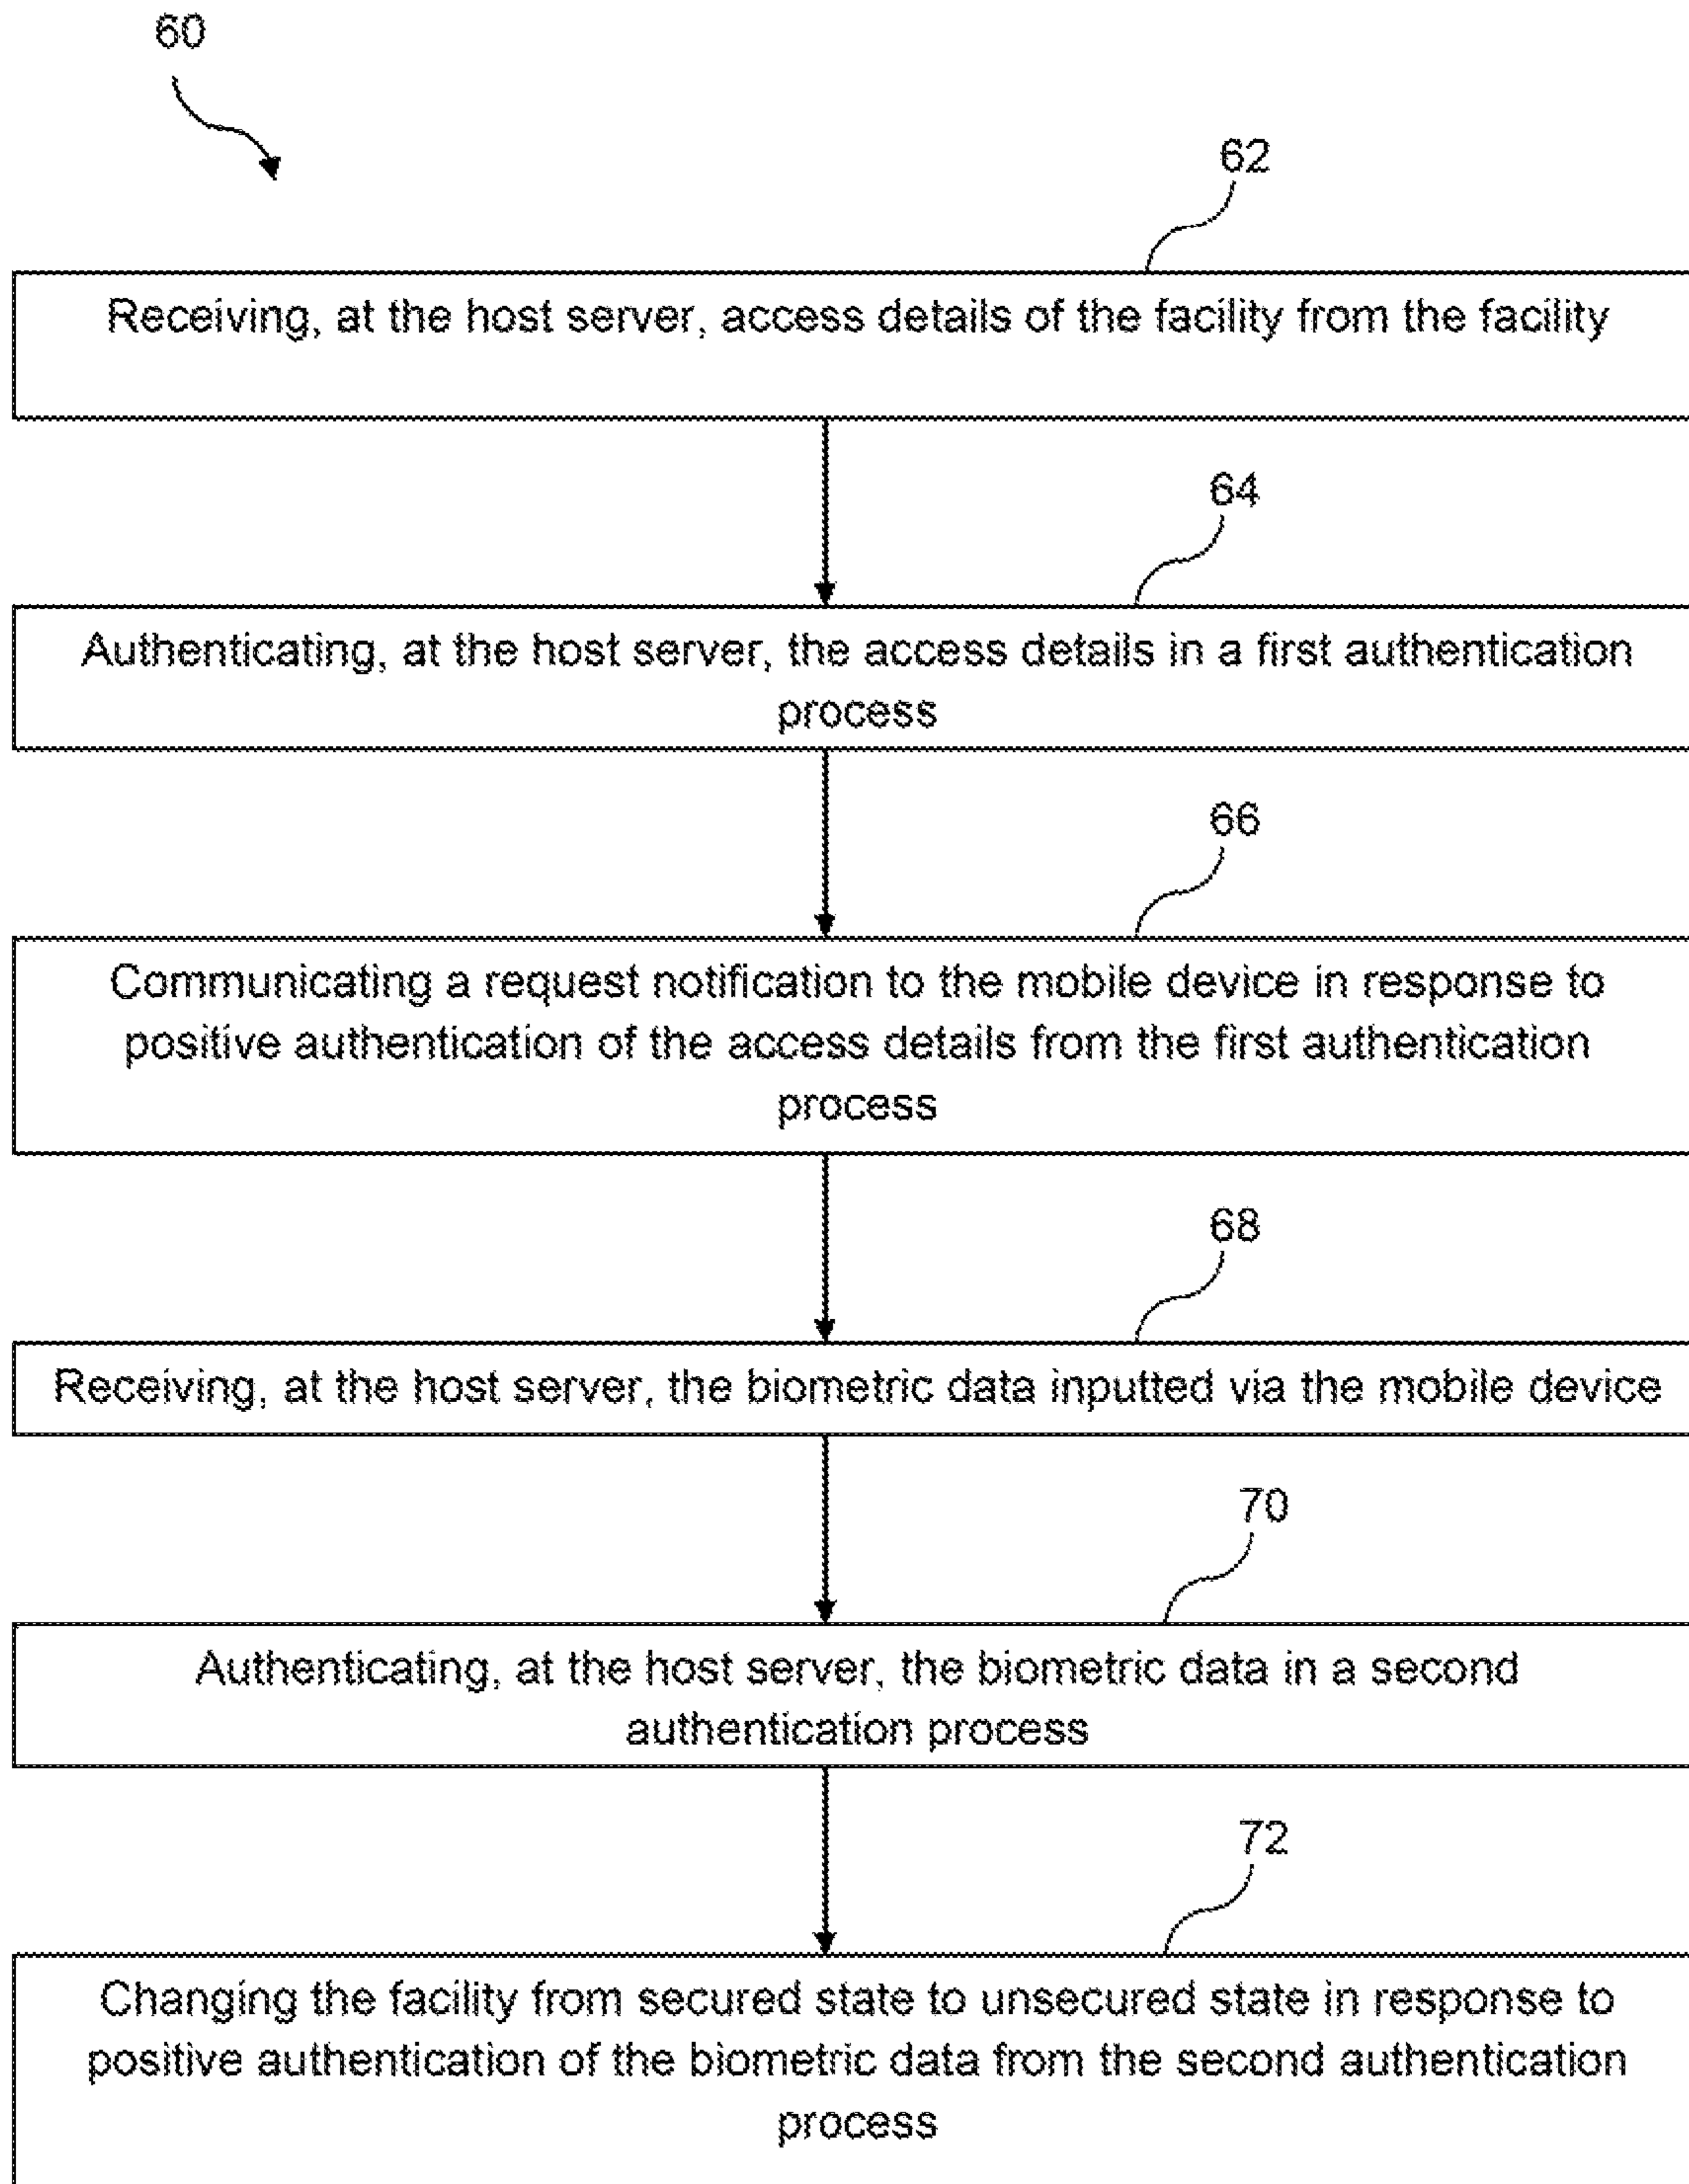 60
62
Receiving, at the host server, access details of the facility from the facility
64
Authenticating, at the host server, the access details in a first authentication
process
66
Communicating a request notification to the mobile device in response to
positive authentication of the access details from the first authentication
process
68
Receiving, at the host server, the biometric data inputted via the mobile device
70
Authenticating, at the host server, the biometric data in a second
authentication process
72
Changing the facility from secured state to unsecured state in response to
positive authentication of the biometric data from the second authentication
process